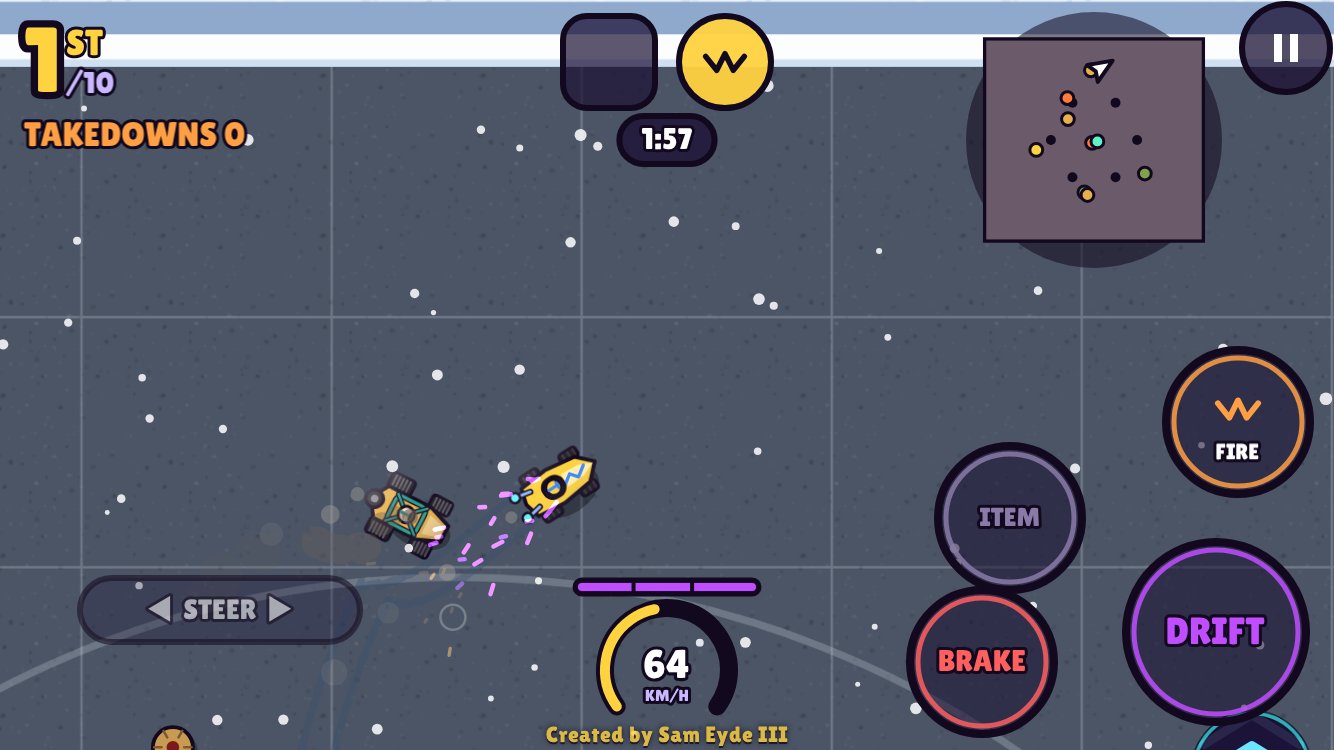 1ST
/10
TAKEDOWNS 0
1:57
FIRE
ITEM
STEER
DRIFT
BRAKE
64
KM/H
Created by Sam Eyde III